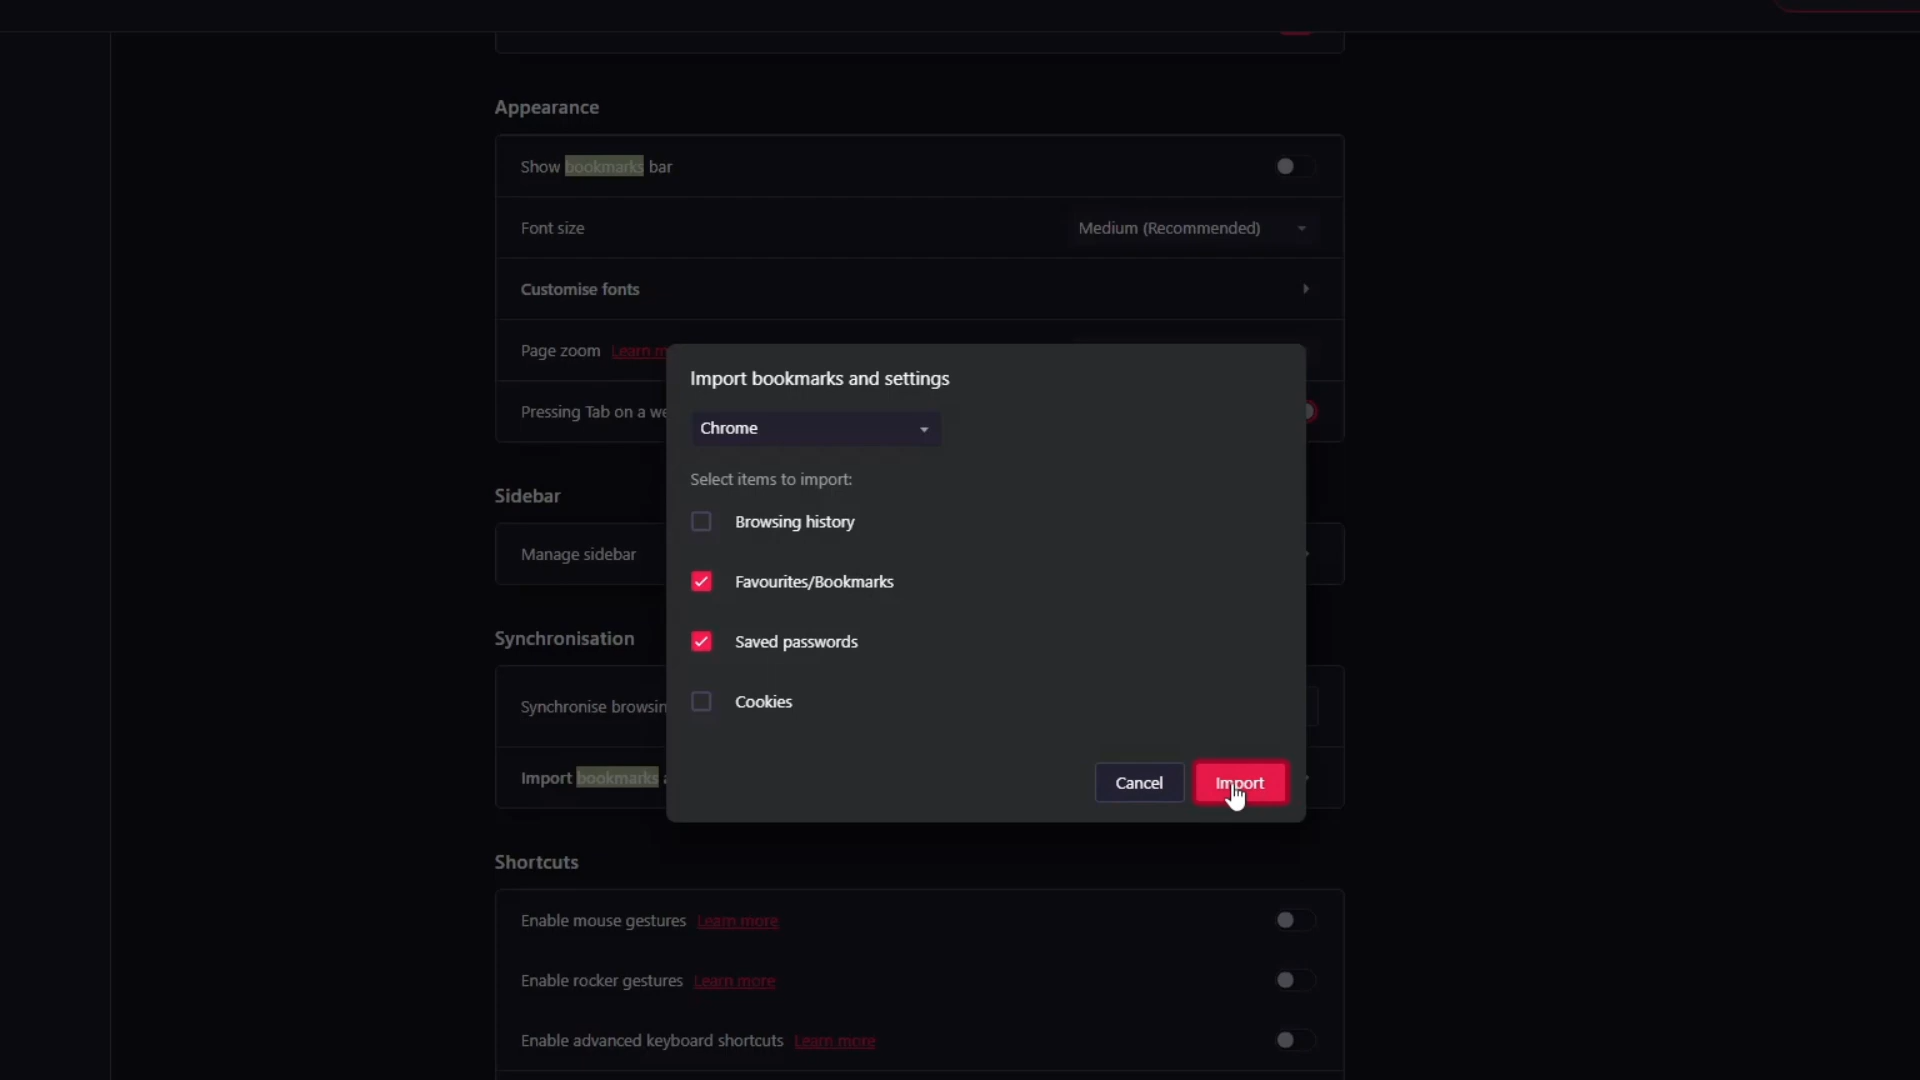 Appearance
Show bookmarks bar
Font size
Medium (Recommended)
Customise fonts
Page zoom Learn m
Pressing Tab on a we
Import bookmarks and settings
Chrome
Select items to import:
Browsing history
Favourites/Bookmarks
Saved passwords
Cookies
Cancel
Import
Sidebar
Manage sidebar
Synchronisation
Synchronise browsin
Import bookmarks a
Shortcuts
Enable mouse gestures Learn more
Enable rocker gestures Learn more
Enable advanced keyboard shortcuts Learn more